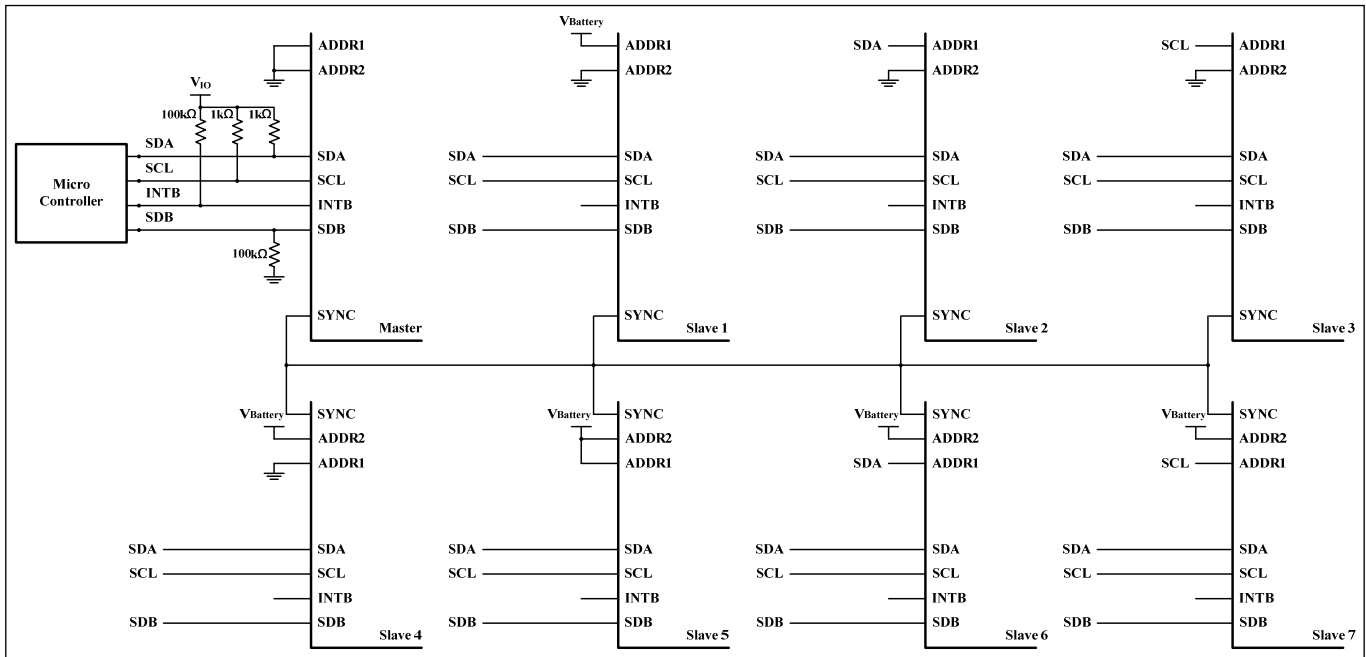 ADDR1
ADDR2
V_IO
100kΩ 1kΩ 1kΩ
Micro
Controller
SDA
SCL
INTB
SDB
SDA
SCL
INTB
SDB
100kΩ
SYNC
Master
VBattery
ADDR1
ADDR2
SDA SDA
SCL SCL
INTB
SDB SDB
SYNC
Slave 1
SDA ADDR1
ADDR2
SDA SDA
SCL SCL
INTB
SDB SDB
SYNC
Slave 2
SCL ADDR1
ADDR2
SDA SDA
SCL SCL
INTB
SDB SDB
SYNC
Slave 3
VBattery
SYNC
ADDR2
ADDR1
SDA SDA
SCL SCL
INTB
SDB SDB
Slave 4
VBattery
SYNC
ADDR2
ADDR1
SDA SDA
SCL SCL
INTB
SDB SDB
Slave 5
VBattery
SYNC
ADDR2
SDA ADDR1
SDA SDA
SCL SCL
INTB
SDB SDB
Slave 6
VBattery
SYNC
ADDR2
SCL ADDR1
SDA SDA
SCL SCL
INTB
SDB SDB
Slave 7